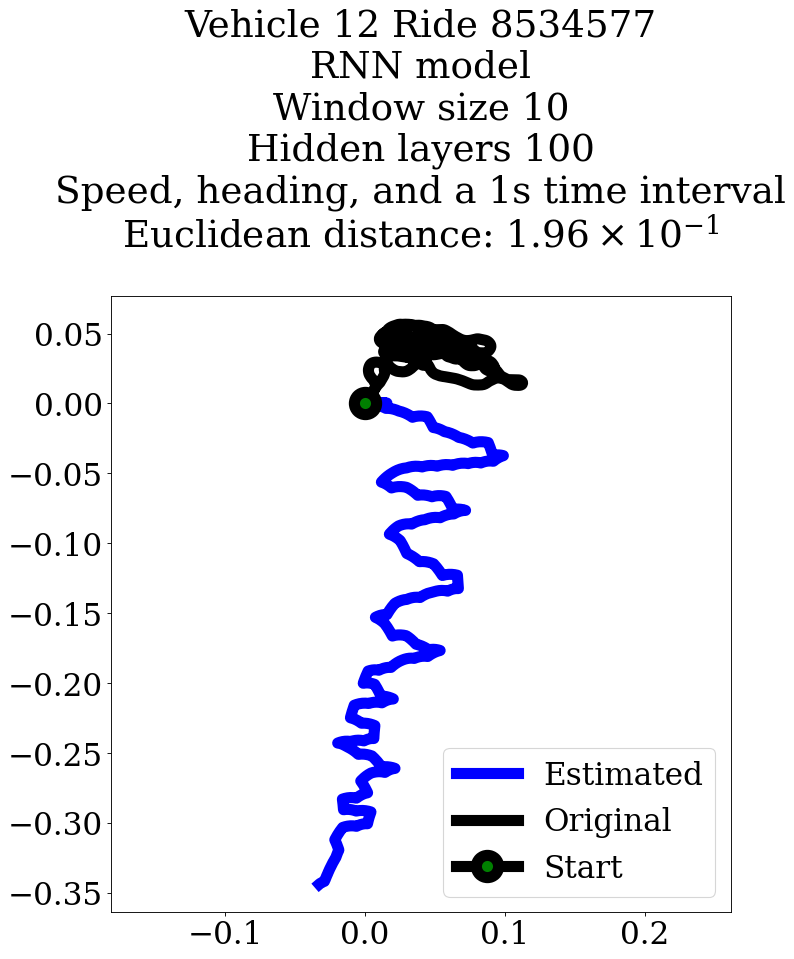 Vehicle 12 Ride 8534577
RNN model
Window size 10
Hidden layers 100
Speed, heading, and a 1s time interval
Euclidean distance: 1.96 × 10⁻¹
0.05
0.00
−0.05
−0.10
−0.15
−0.20
−0.25
−0.30
−0.35
Estimated
Original
Start
−0.1 0.0 0.1 0.2